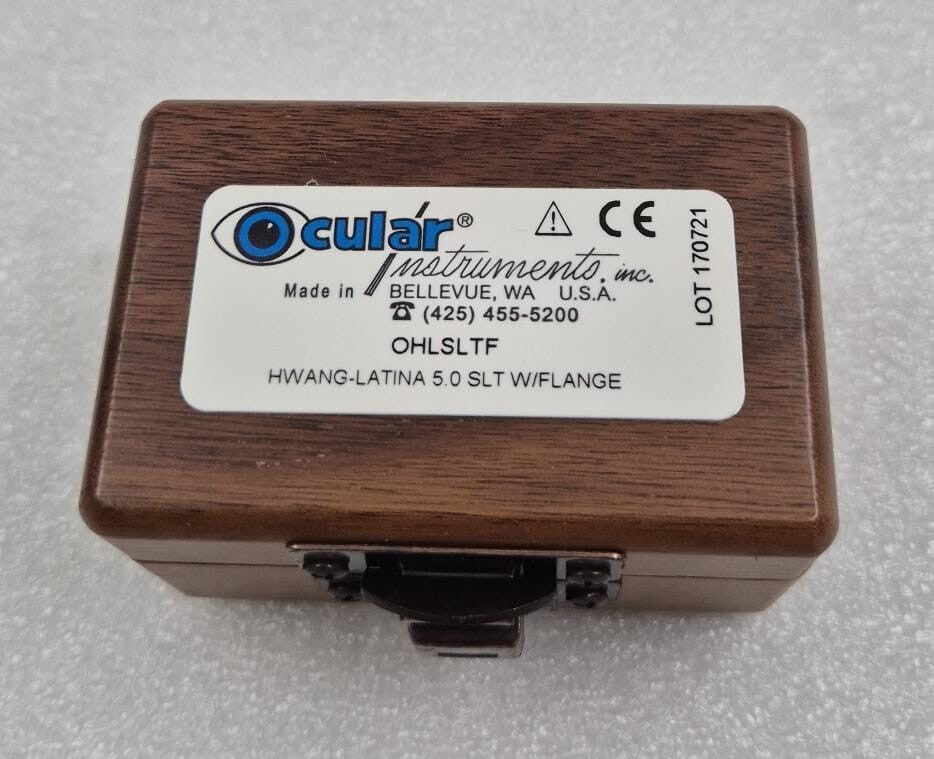 Ocular®
Instruments, inc.
Made in BELLEVUE, WA U.S.A.
☎ (425) 455-5200
OHLSLTF
HWANG-LATINA 5.0 SLT W/FLANGE
CE
LOT 170721